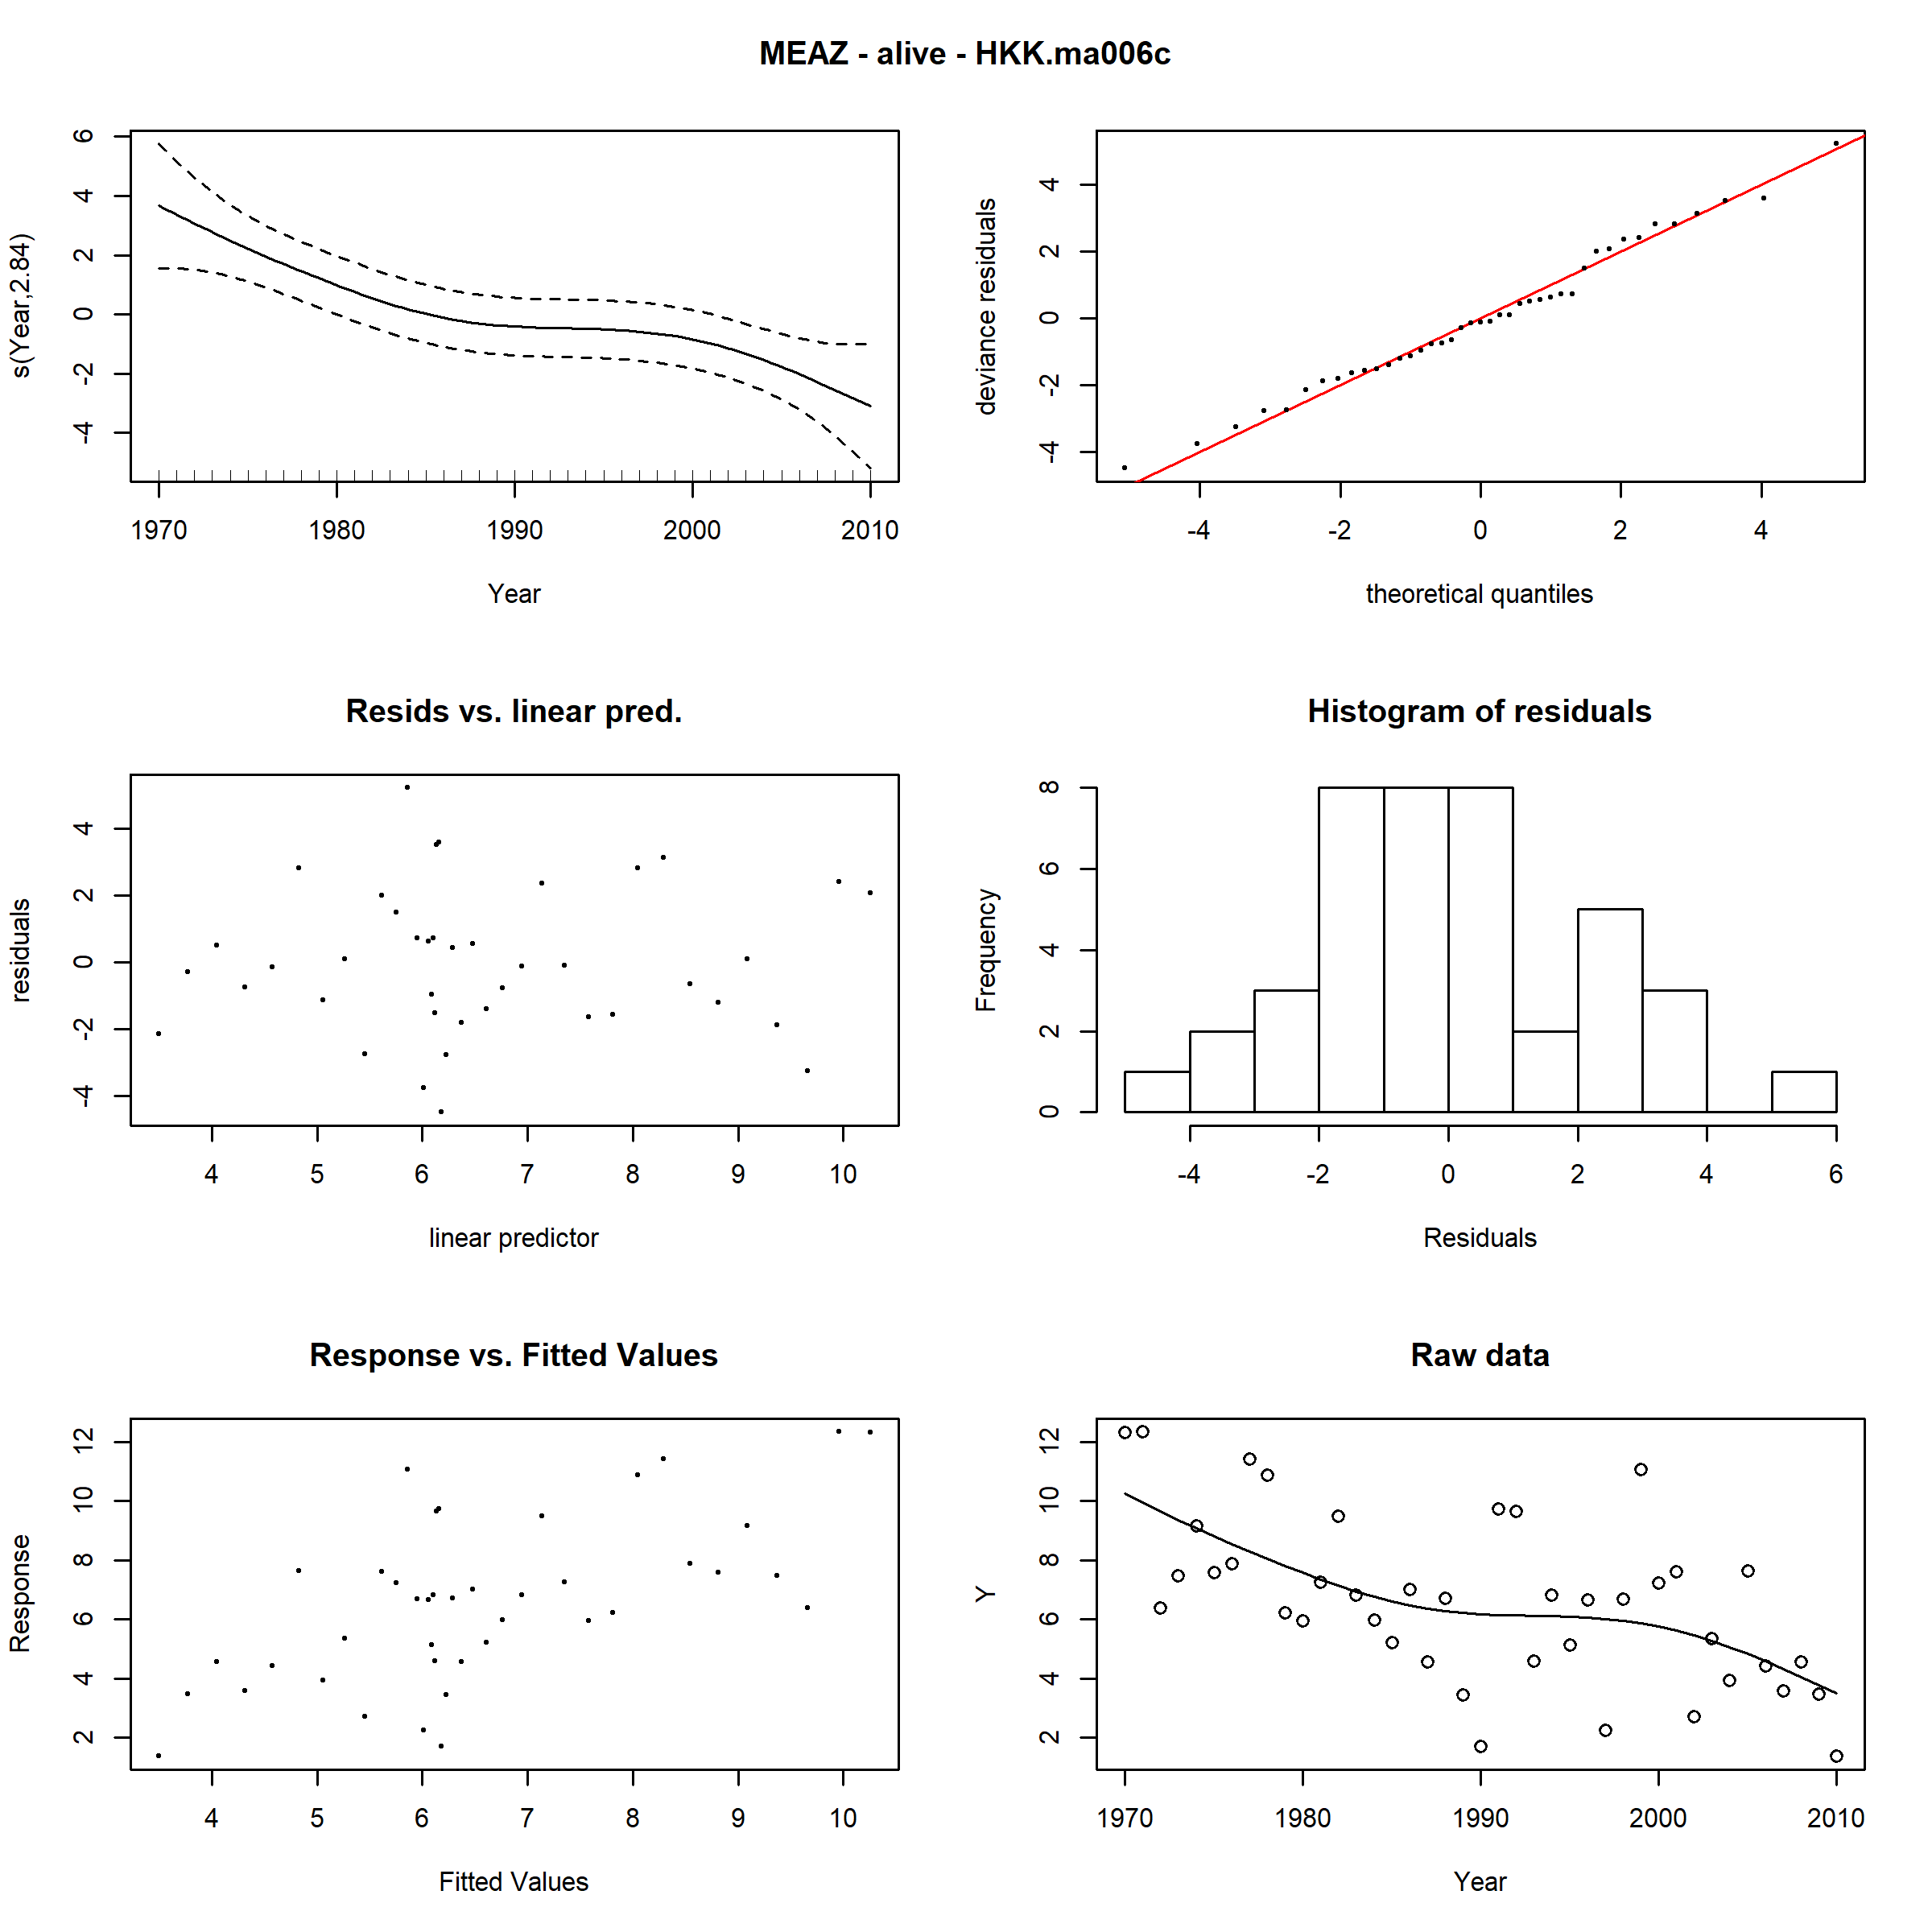 MEAZ - alive - HKK.ma006c
s(Year,2.84)
6
4
2
0
-2
-4
1970 1980 1990 2000 2010
Year
deviance residuals
4
2
0
-2
-4
-4 -2 0 2 4
theoretical quantiles
Resids vs. linear pred.
residuals
4
2
0
-2
-4
4 5 6 7 8 9 10
linear predictor
Histogram of residuals
Frequency
8
6
4
2
0
-4 -2 0 2 4 6
Residuals
Response vs. Fitted Values
Response
12
10
8
6
4
2
4 5 6 7 8 9 10
Fitted Values
Raw data
Y
12
10
8
6
4
2
1970 1980 1990 2000 2010
Year